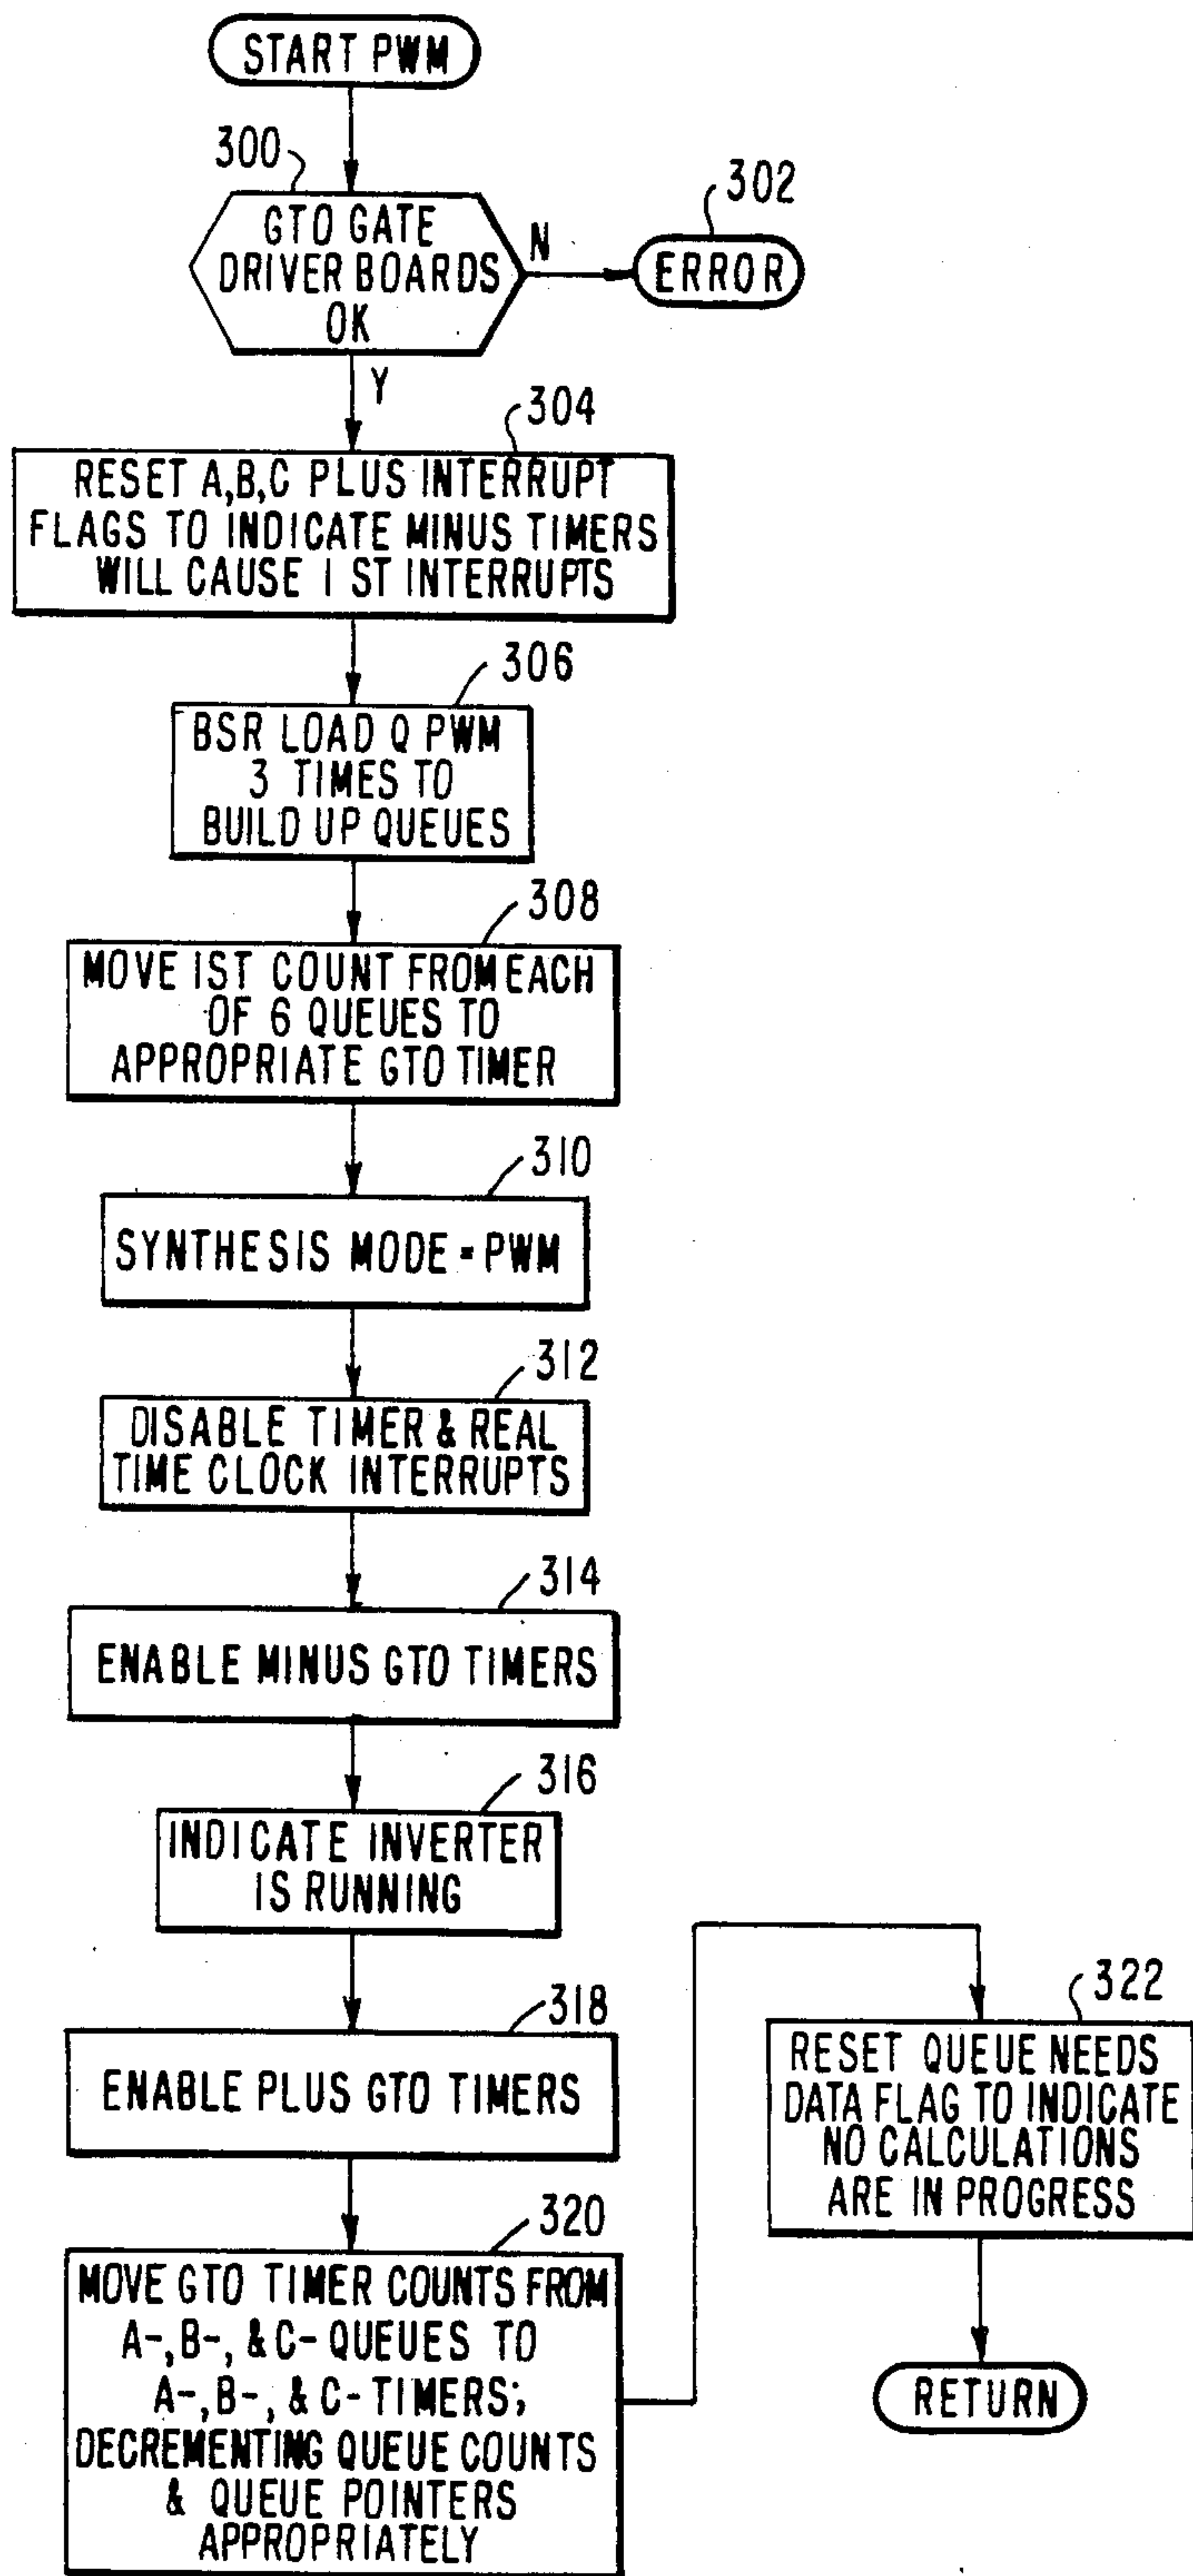 START PWM
300
GTO GATE
DRIVER BOARDS
OK
N
302
ERROR
Y
304
RESET A,B,C PLUS INTERRUPT
FLAGS TO INDICATE MINUS TIMERS
WILL CAUSE 1 ST INTERRUPTS
306
BSR LOAD Q PWM
3 TIMES TO
BUILD UP QUEUES
308
MOVE 1ST COUNT FROM EACH
OF 6 QUEUES TO
APPROPRIATE GTO TIMER
310
SYNTHESIS MODE = PWM
312
DISABLE TIMER & REAL
TIME CLOCK INTERRUPTS
314
ENABLE MINUS GTO TIMERS
316
INDICATE INVERTER
IS RUNNING
318
ENABLE PLUS GTO TIMERS
320
MOVE GTO TIMER COUNTS FROM
A-, B-, & C- QUEUES TO
A-, B-, & C- TIMERS;
DECREMENTING QUEUE COUNTS
& QUEUE POINTERS
APPROPRIATELY
322
RESET QUEUE NEEDS
DATA FLAG TO INDICATE
NO CALCULATIONS
ARE IN PROGRESS
RETURN